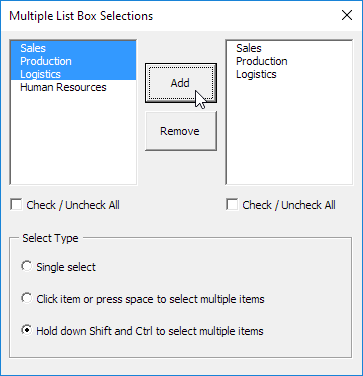 Multiple List Box Selections
Sales
Production
Logistics
Human Resources
Add
Remove
Sales
Production
Logistics
Check / Uncheck All
Check / Uncheck All
Select Type
Single select
Click item or press space to select multiple items
Hold down Shift and Ctrl to select multiple items